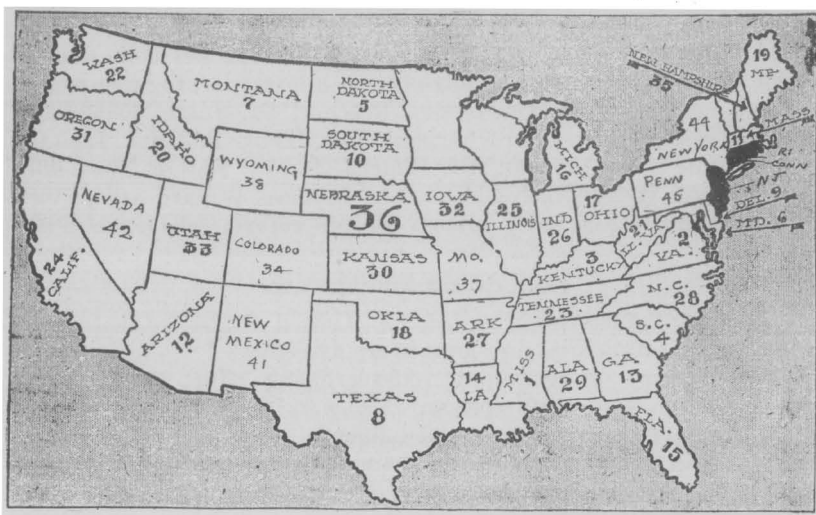 WASH
22
OREGON
31
IDAHO
20
MONTANA
7
NORTH
DAKOTA
5
SOUTH
DAKOTA
10
WYOMING
38
NEBRASKA
36
NEVADA
42
UTAH
33
COLORADO
34
KANSAS
30
24
CALIF.
ARIZONA
12
NEW
MEXICO
41
OKLA
18
TEXAS
8
IOWA
32
MO.
37
ARK
27
14
LA
25
ILLINOIS
MICH
16
IND
26
17
OHIO
3
KENTUCKY
TENNESSEE
23
MISS
1
ALA
29
GA
13
FLA.
15
S.C.
4
N.C.
28
2
VA.
21
W.VA
PENN
45
44
NEW YORK
NEW HAMPSHIRE
35
19
ME.
11
MASS
RI
CONN
NJ
DEL. 9
MD. 6